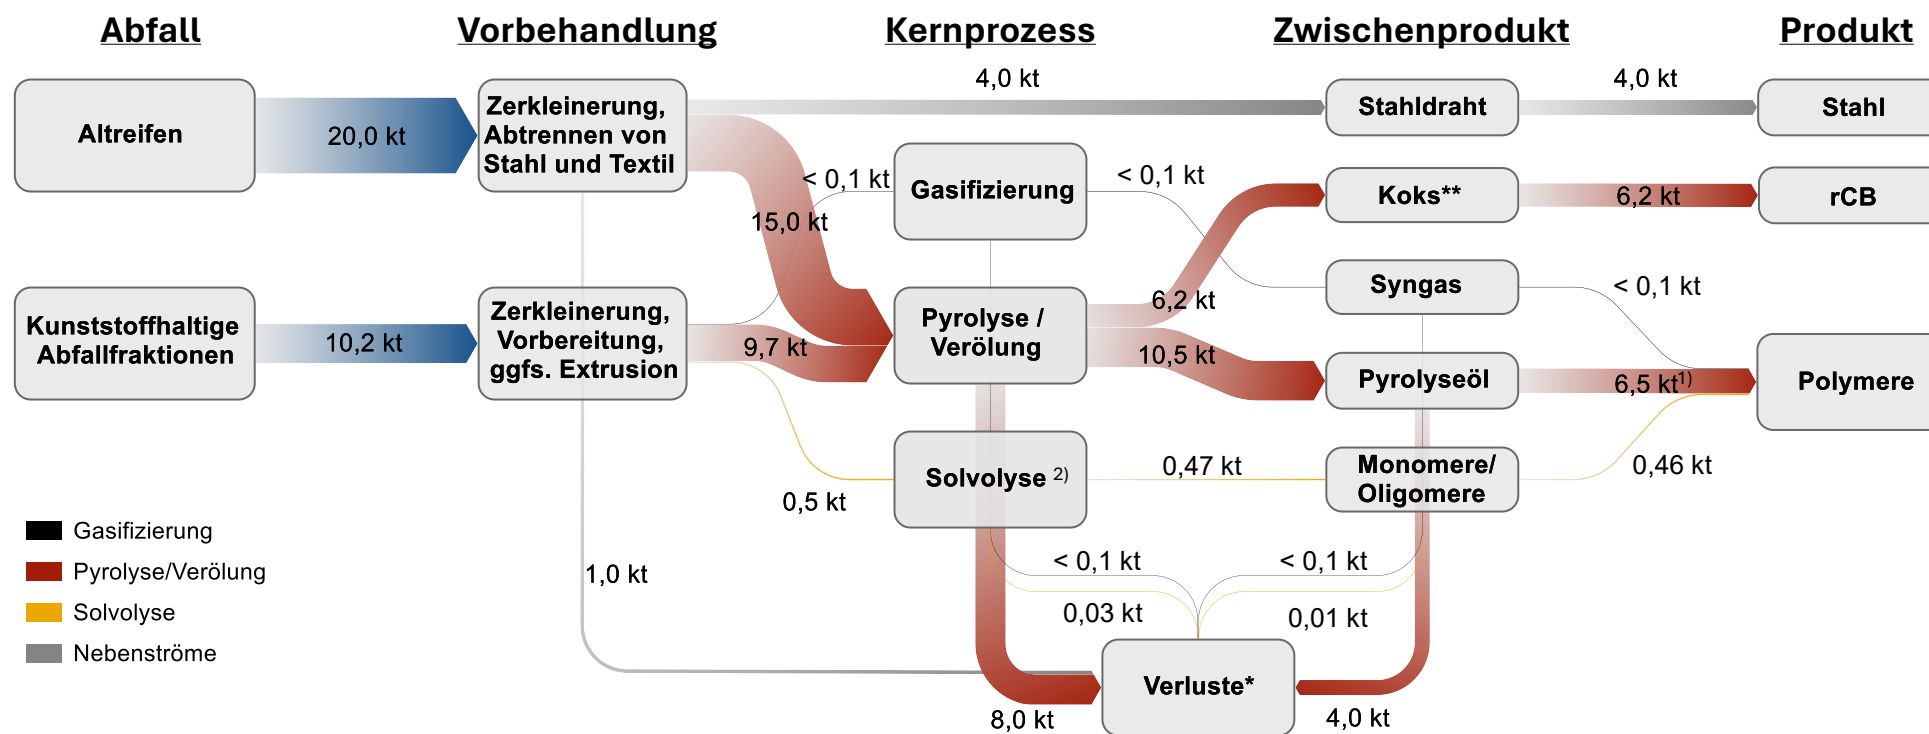 Abfall
Vorbehandlung
Kernprozess
Zwischenprodukt
Produkt
4,0 kt
4,0 kt
Altreifen
20,0 kt
Zerkleinerung,
Abtrennen von
Stahl und Textil
Stahldraht
Stahl
< 0,1 kt
Gasifizierung
< 0,1 kt
Koks**
6,2 kt
rCB
15,0 kt
Syngas
< 0,1 kt
6,2 kt
Kunststoffhaltige
Abfallfraktionen
10,2 kt
Zerkleinerung,
Vorbereitung,
ggfs. Extrusion
9,7 kt
Pyrolyse /
Verölung
10,5 kt
Pyrolyseöl
6,5 kt1)
Polymere
0,5 kt
Solvolyse 2)
0,47 kt
Monomere/
Oligomere
0,46 kt
Gasifizierung
Pyrolyse/Verölung
Solvolyse
Nebenströme
1,0 kt
< 0,1 kt
< 0,1 kt
0,03 kt
0,01 kt
Verluste*
8,0 kt
4,0 kt